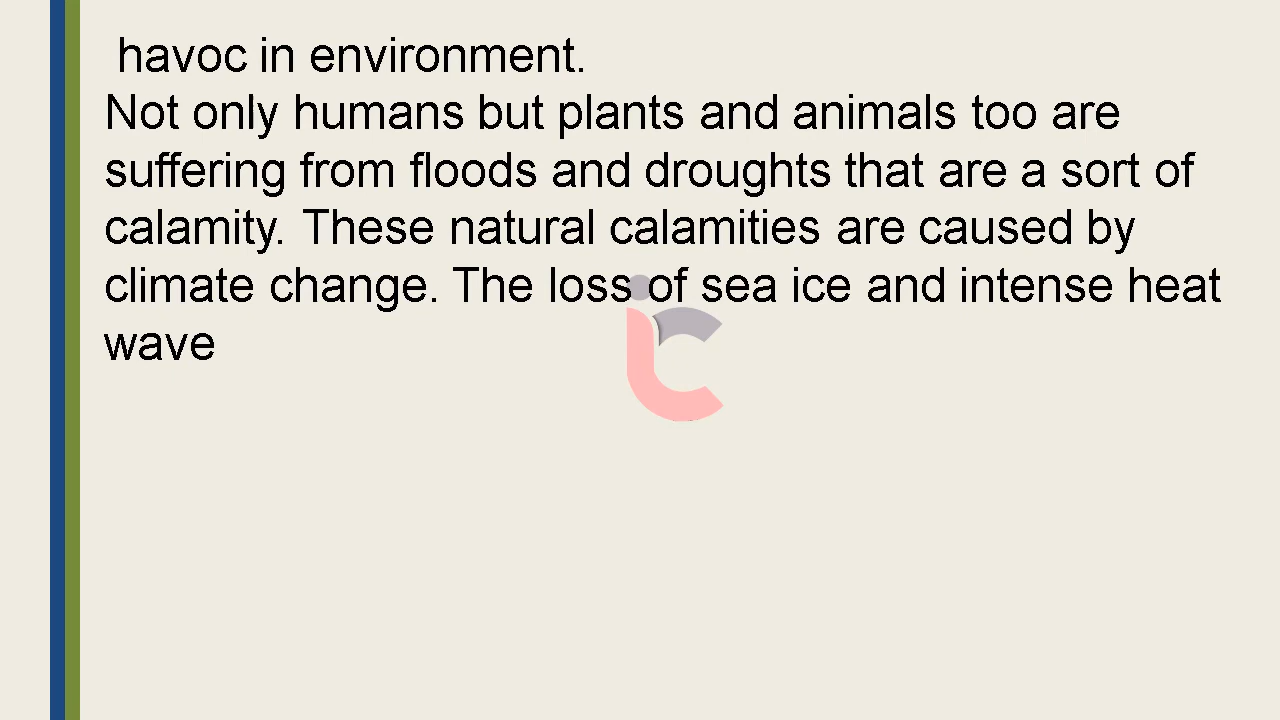 havoc in environment.
Not only humans but plants and animals too are
suffering from floods and droughts that are a sort of
calamity. These natural calamities are caused by
climate change. The loss of sea ice and intense heat
wave